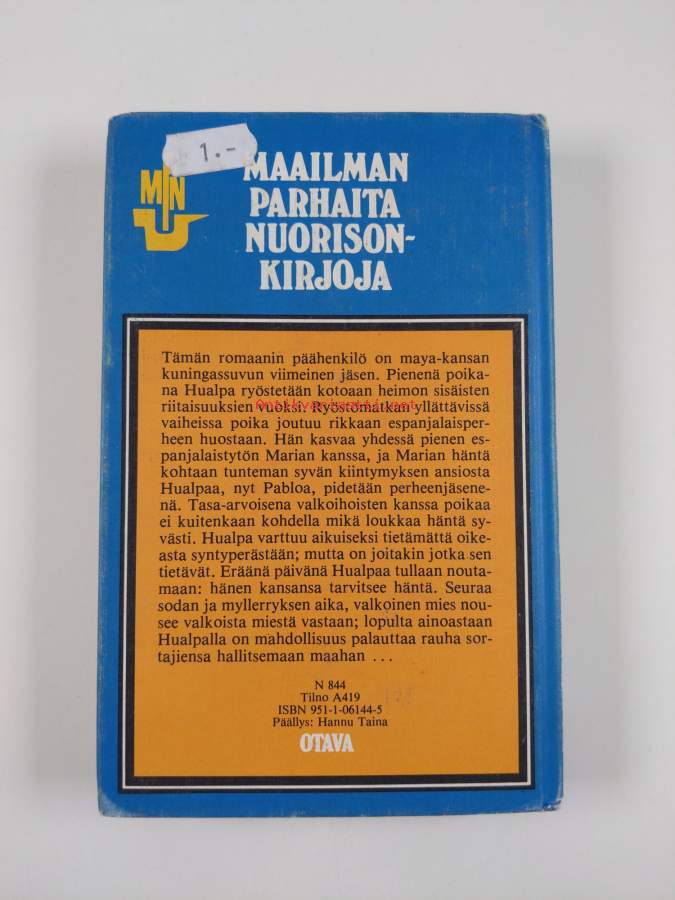 1.-
MNU
MAAILMAN
PARHAITA
NUORISON-
KIRJOJA
Tämän romaanin päähenkilö on maya-kansan
kuningassuvun viimeinen jäsen. Pienenä poika-
na Hualpa ryöstetään kotoaan heimon sisäisten
riitaisuuksien vuoksi. Ryöstömatkan yllättävissä
vaiheissa poika joutuu rikkaan espanjalaisper-
heen huostaan. Hän kasvaa yhdessä pienen es-
panjalaistytön Marian kanssa, ja Marian häntä
kohtaan tunteman syvän kiintymyksen ansiosta
Hualpaa, nyt Pabloa, pidetään perheenjäsene-
nä. Tasa-arvoisena valkoihoisten kanssa poikaa
ei kuitenkaan kohdella mikä loukkaa häntä sy-
västi. Hualpa varttuu aikuiseksi tietämättä oike-
asta syntyperästään; mutta on joitakin jotka sen
tietävät. Eräänä päivänä Hualpaa tullaan nouta-
maan: hänen kansansa tarvitsee häntä. Seuraa
sodan ja myllerryksen aika, valkoinen mies nou-
see valkoista miestä vastaan; lopulta ainoastaan
Hualpalla on mahdollisuus palauttaa rauha sor-
tajiensa hallitsemaan maahan ...
N 844
Tilno A419
ISBN 951-1-06144-5
Päällys: Hannu Taina
OTAVA